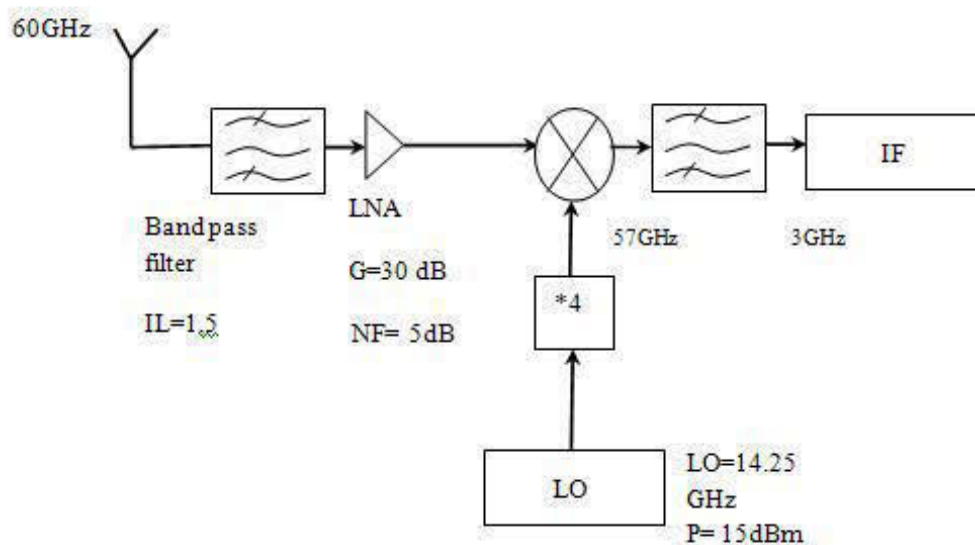 60GHz
IF
LNA
Bandpass
filter
57GHz
3GHz
G=30 dB
*4
IL=1.5
NF= 5dB
LO
LO=14.25
GHz
P= 15dBm